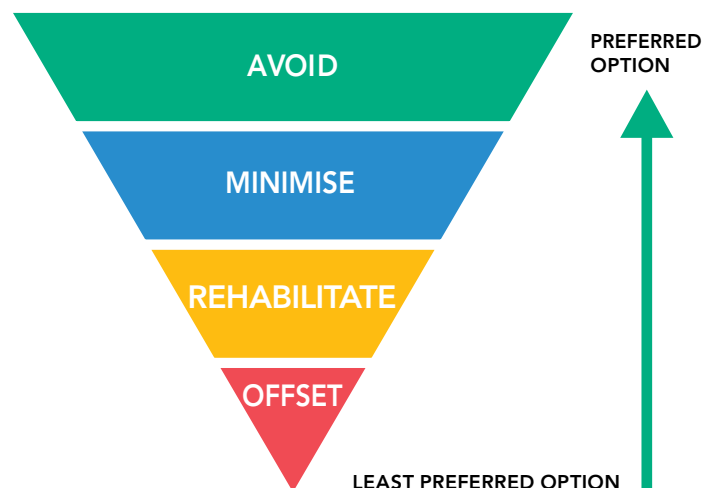 AVOID
PREFERRED
OPTION
MINIMISE
REHABILITATE
OFFSET
LEAST PREFERRED OPTION